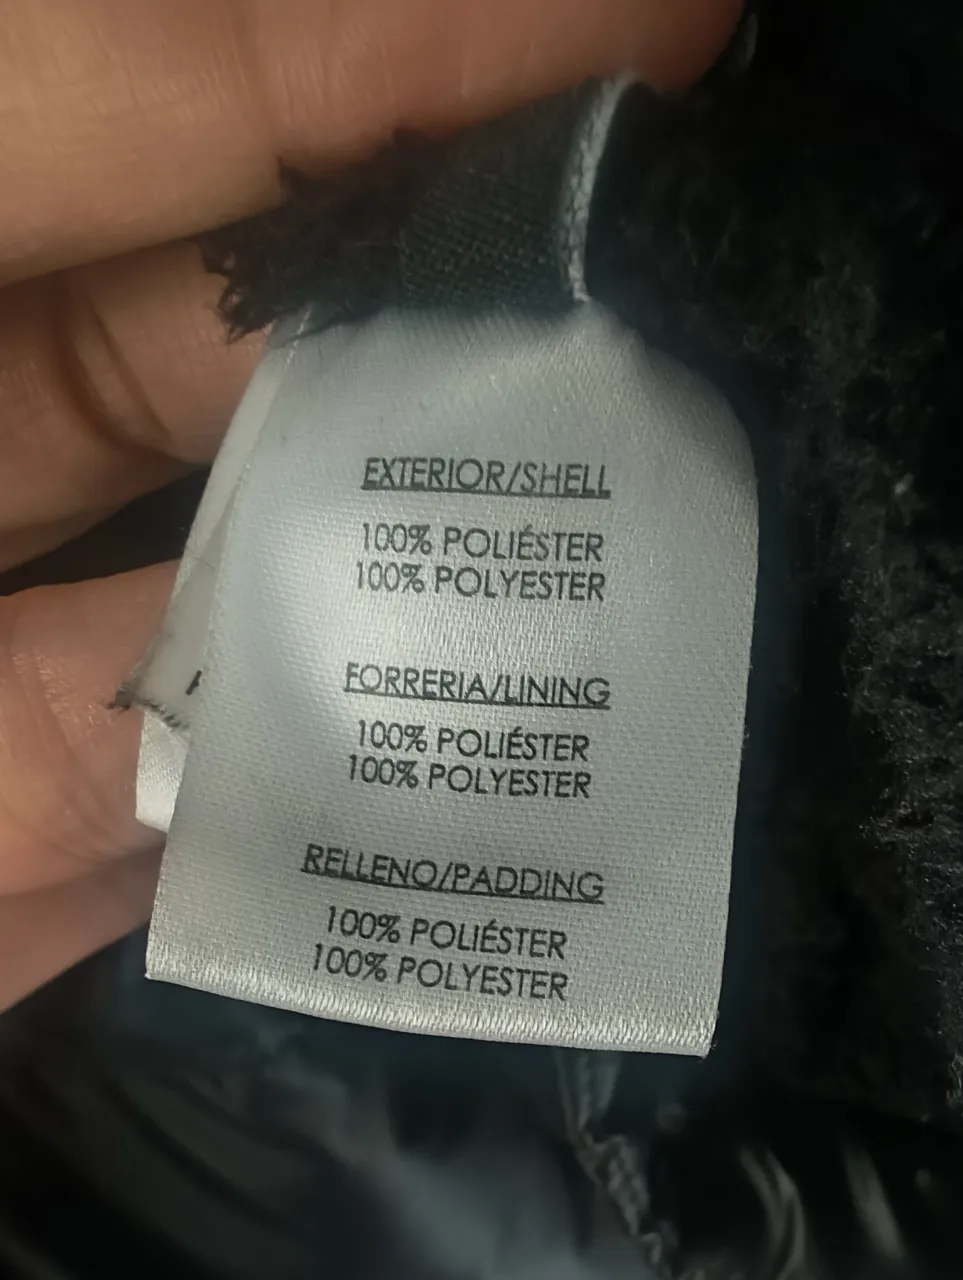 EXTERIOR/SHELL
100% POLIÉSTER
100% POLYESTER
FORRERIA/LINING
100% POLIÉSTER
100% POLYESTER
RELLENO/PADDING
100% POLIÉSTER
100% POLYESTER